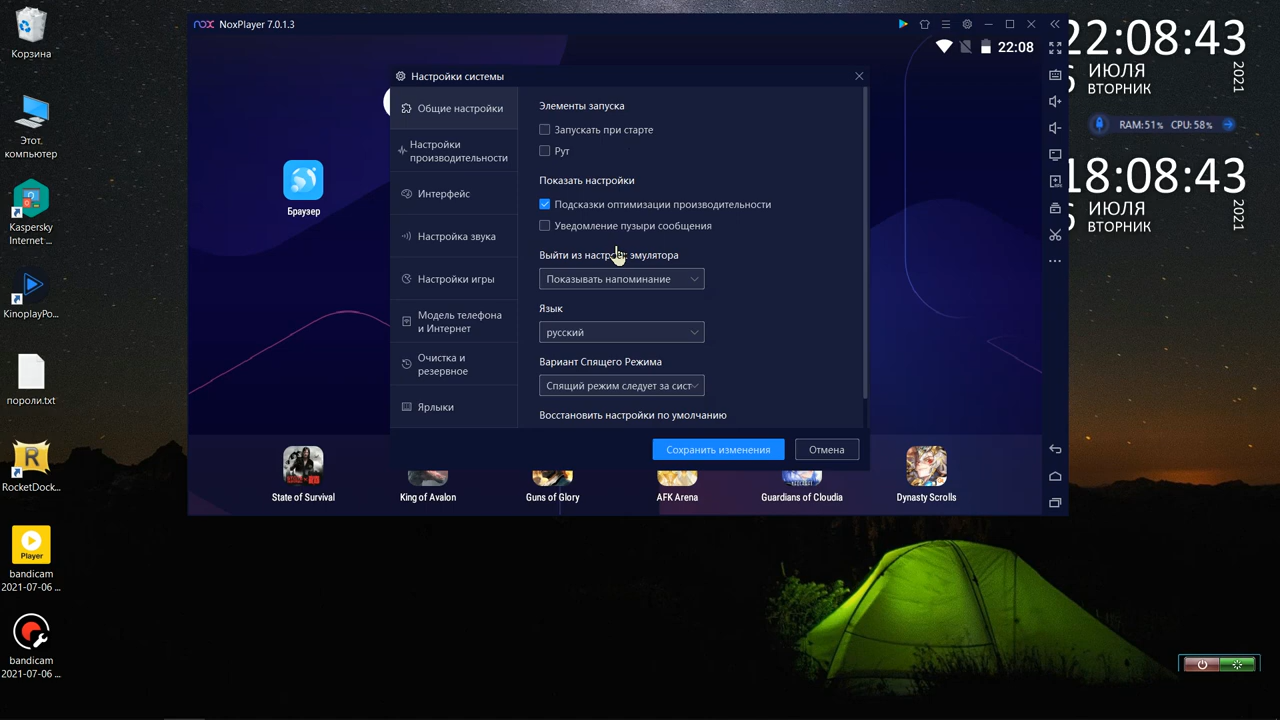 Корзина
Этот
компьютер
Kaspersky
Internet ...
KinoplayPo...
пороли.txt
RocketDock...
Player
bandicam
2021-07-06 ...
bandicam
2021-07-06 ...
nox NoxPlayer 7.0.1.3
22:08
Браузер
Настройки системы
Общие настройки
Настройки
производительности
Интерфейс
Настройка звука
Настройки игры
Модель телефона
и Интернет
Очистка и
резервное
Ярлыки
Элементы запуска
Запускать при старте
Рут
Показать настройки
Подсказки оптимизации производительности
Уведомление пузыри сообщения
Выйти из настроек эмулятора
Показывать напоминание
Язык
русский
Вариант Спящего Режима
Спящий режим следует за сист
Восстановить настройки по умолчанию
Сохранить изменения
Отмена
State of Survival
King of Avalon
Guns of Glory
AFK Arena
Guardians of Cloudia
Dynasty Scrolls
22:08:43
6 ИЮЛЯ
ВТОРНИК
2021
RAM:51% CPU:58%
18:08:43
6 ИЮЛЯ
ВТОРНИК
2021